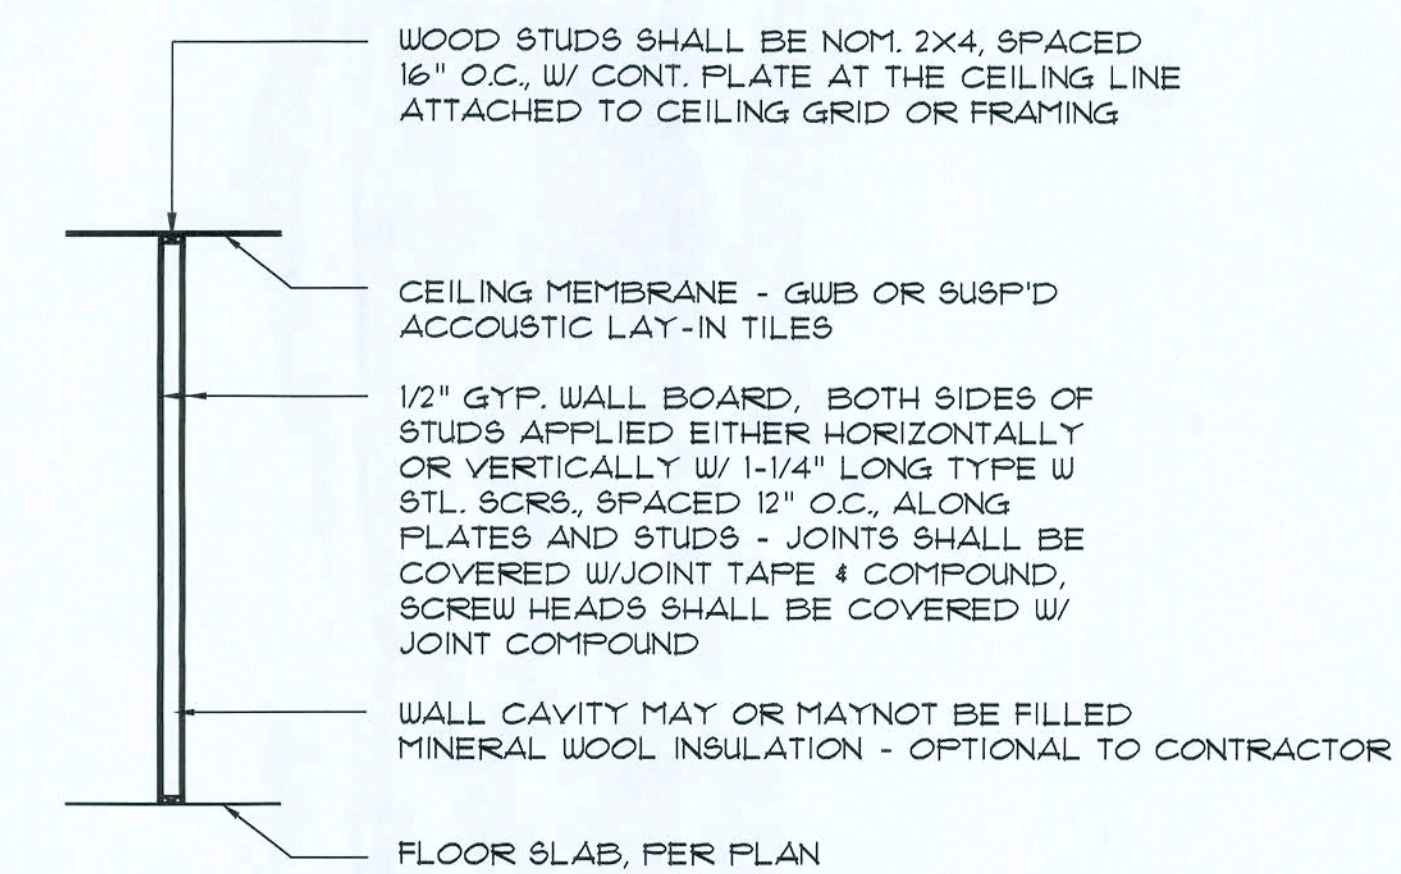 WOOD STUDS SHALL BE NOM. 2X4, SPACED
16" O.C., W/ CONT. PLATE AT THE CEILING LINE
ATTACHED TO CEILING GRID OR FRAMING
CEILING MEMBRANE - GWB OR SUSP'D
ACCOUSTIC LAY-IN TILES
1/2" GYP. WALL BOARD, BOTH SIDES OF
STUDS APPLIED EITHER HORIZONTALLY
OR VERTICALLY W/ 1-1/4" LONG TYPE W
STL. SCRS., SPACED 12" O.C., ALONG
PLATES AND STUDS - JOINTS SHALL BE
COVERED W/JOINT TAPE & COMPOUND,
SCREW HEADS SHALL BE COVERED W/
JOINT COMPOUND
WALL CAVITY MAY OR MAYNOT BE FILLED
MINERAL WOOL INSULATION - OPTIONAL TO CONTRACTOR
FLOOR SLAB, PER PLAN